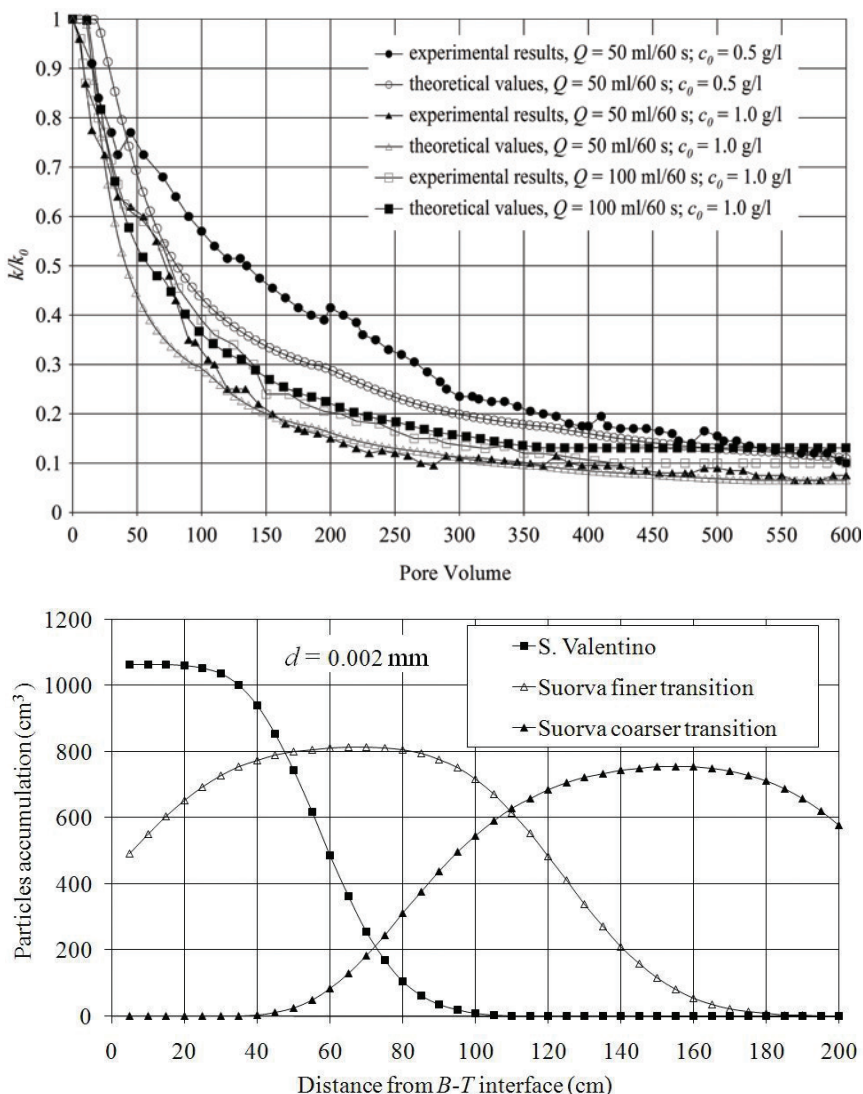 1
0.9
0.8
0.7
0.6
0.5
0.4
0.3
0.2
0.1
0
k/k0
experimental results, Q = 50 ml/60 s; c0 = 0.5 g/l
theoretical values, Q = 50 ml/60 s; c0 = 0.5 g/l
experimental results, Q = 50 ml/60 s; c0 = 1.0 g/l
theoretical values, Q = 50 ml/60 s; c0 = 1.0 g/l
experimental results, Q = 100 ml/60 s; c0 = 1.0 g/l
theoretical values, Q = 100 ml/60 s; c0 = 1.0 g/l
0 50 100 150 200 250 300 350 400 450 500 550 600
Pore Volume
1200
1000
800
600
400
200
0
Particles accumulation (cm³)
d = 0.002 mm
S. Valentino
Suorva finer transition
Suorva coarser transition
0 20 40 60 80 100 120 140 160 180 200
Distance from B-T interface (cm)